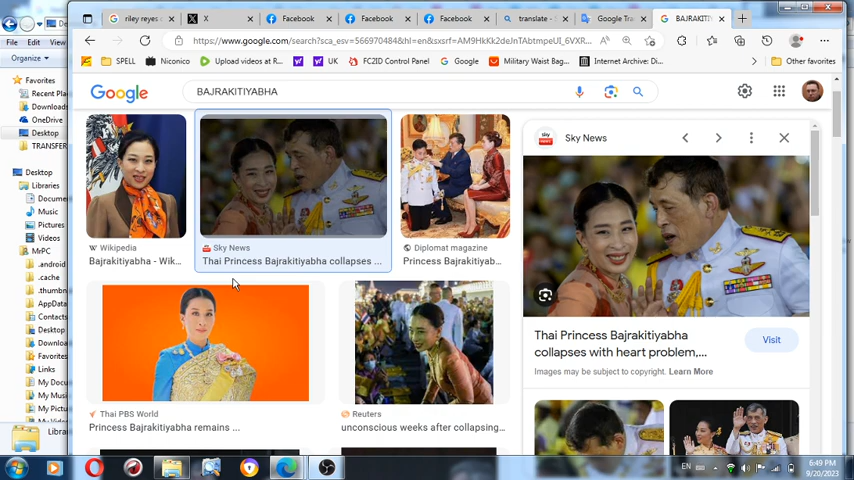 riley reyes
X
Facebook
Facebook
Facebook
translate -
Google Tra
BAJRAKITI
File
Edit
https://www.google.com/search?sca_esv=566970484&hl=en&sxsrf=AM9HkKk2deJnTAbtmpeUI_6VXR...
Organize
SPELL
Niconico
Upload videos at R...
UK
FC2ID Control Panel
Google
Military Waist Bag...
Internet Archive: Di...
Other favorites
Favorites
Recent Plac
Downloads
OneDrive
Desktop
TRANSFER
Desktop
Libraries
Docume
Music
Pictures
Videos
MrPC
.android
.cache
.thumbn
AppData
Contacts
Desktop
Downlo
Favorites
Links
My Docu
My Musi
My Pictu
Libra
Google
BAJRAKITIYABHA
Wikipedia
Bajrakitiyabha - Wik...
Sky News
Thai Princess Bajrakitiyabha collapses ...
Diplomat magazine
Princess Bajrakitiyab...
Thai PBS World
Princess Bajrakitiyabha remains ...
Reuters
unconscious weeks after collapsing...
sky news
Sky News
Thai Princess Bajrakitiyabha
collapses with heart problem,...
Visit
Images may be subject to copyright. Learn More
EN
6:49 PM
9/20/2023